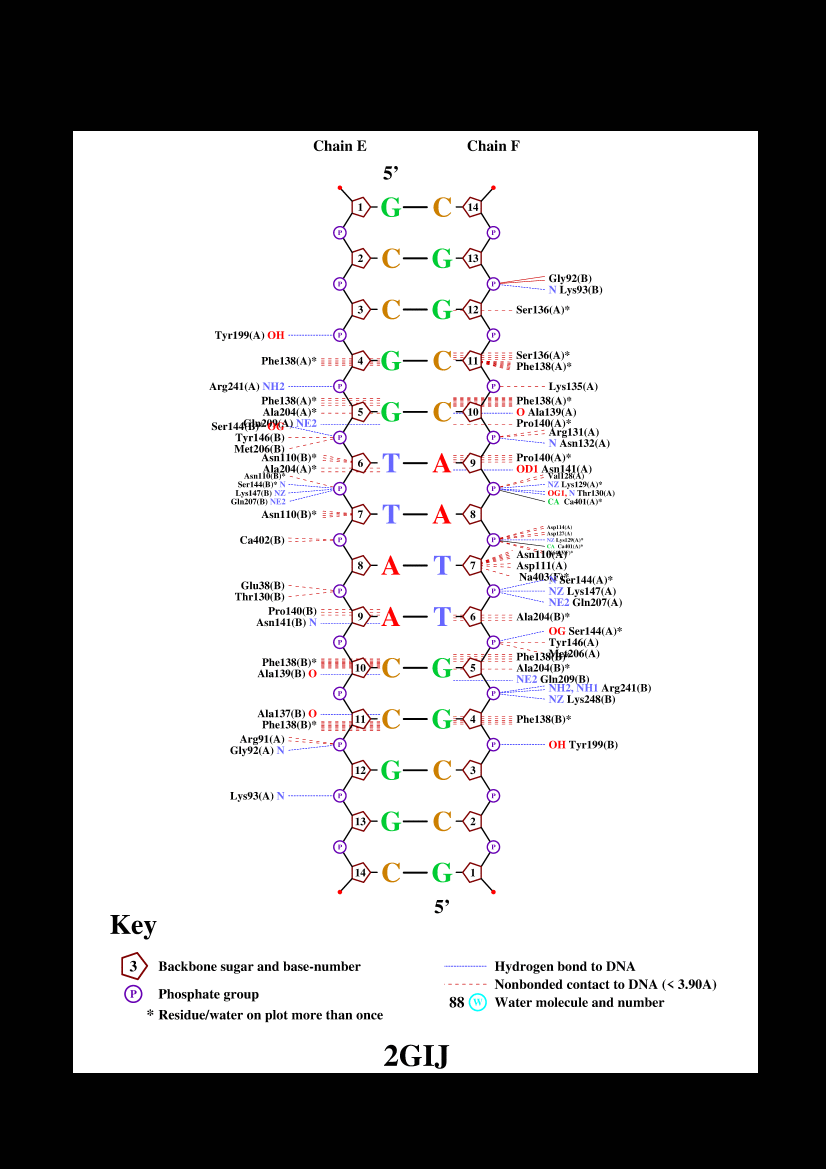 Chain E Chain F
5’
1 G C 14
P P
2 C G 13
P P Gly92(B)
N Lys93(B)
3 C G 12 Ser136(A)*
Tyr199(A) OH P P
Phe138(A)* 4 G C 11 Ser136(A)*
Phe138(A)*
Arg241(A) NH2 P P Lys135(A)
Phe138(A)* Phe138(A)*
Ala204(A)* 5 G C 10 O Ala139(A)
Gln209(A) NE2 Pro140(A)*
Ser144(B)* OG Arg131(A)
Tyr146(B) P P N Asn132(A)
Met206(B)
Asn110(B)* 6 T A 9 Pro140(A)*
Ala204(A)* OD1 Asn141(A)
Asn110(B)* Val128(A)
Ser144(B)* N P P NZ Lys129(A)*
Lys147(B) NZ OG1, N Thr130(A)
Gln207(B) NE2 CA Ca401(A)*
Asn110(B)* 7 T A 8
Asp114(A)
Asp127(A)
Ca402(B) P P NZ Lys129(A)*
CA Ca401(A)*
Asn110(A)*
8 A T 7 Asp111(A)
Na403(F)*
Glu38(B) N Ser144(A)*
Thr130(B) P P NZ Lys147(A)
NE2 Gln207(A)
Pro140(B) 9 A T 6 Ala204(B)*
Asn141(B) N
OG Ser144(A)*
P P Tyr146(A)
Met206(A)
Phe138(B)* 10 C G 5 Phe138(B)*
Ala139(B) O Ala204(B)*
NE2 Gln209(B)
P P NH2, NH1 Arg241(B)
NZ Lys248(B)
Ala137(B) O 11 C G 4 Phe138(B)*
Phe138(B)*
Arg91(A) P P OH Tyr199(B)
Gly92(A) N
12 G C 3
Lys93(A) N P P
13 G C 2
P P
14 C G 1
5’
Key
3 Backbone sugar and base-number
P Phosphate group
* Residue/water on plot more than once
Hydrogen bond to DNA
Nonbonded contact to DNA (< 3.90A)
88 W Water molecule and number
2GIJ